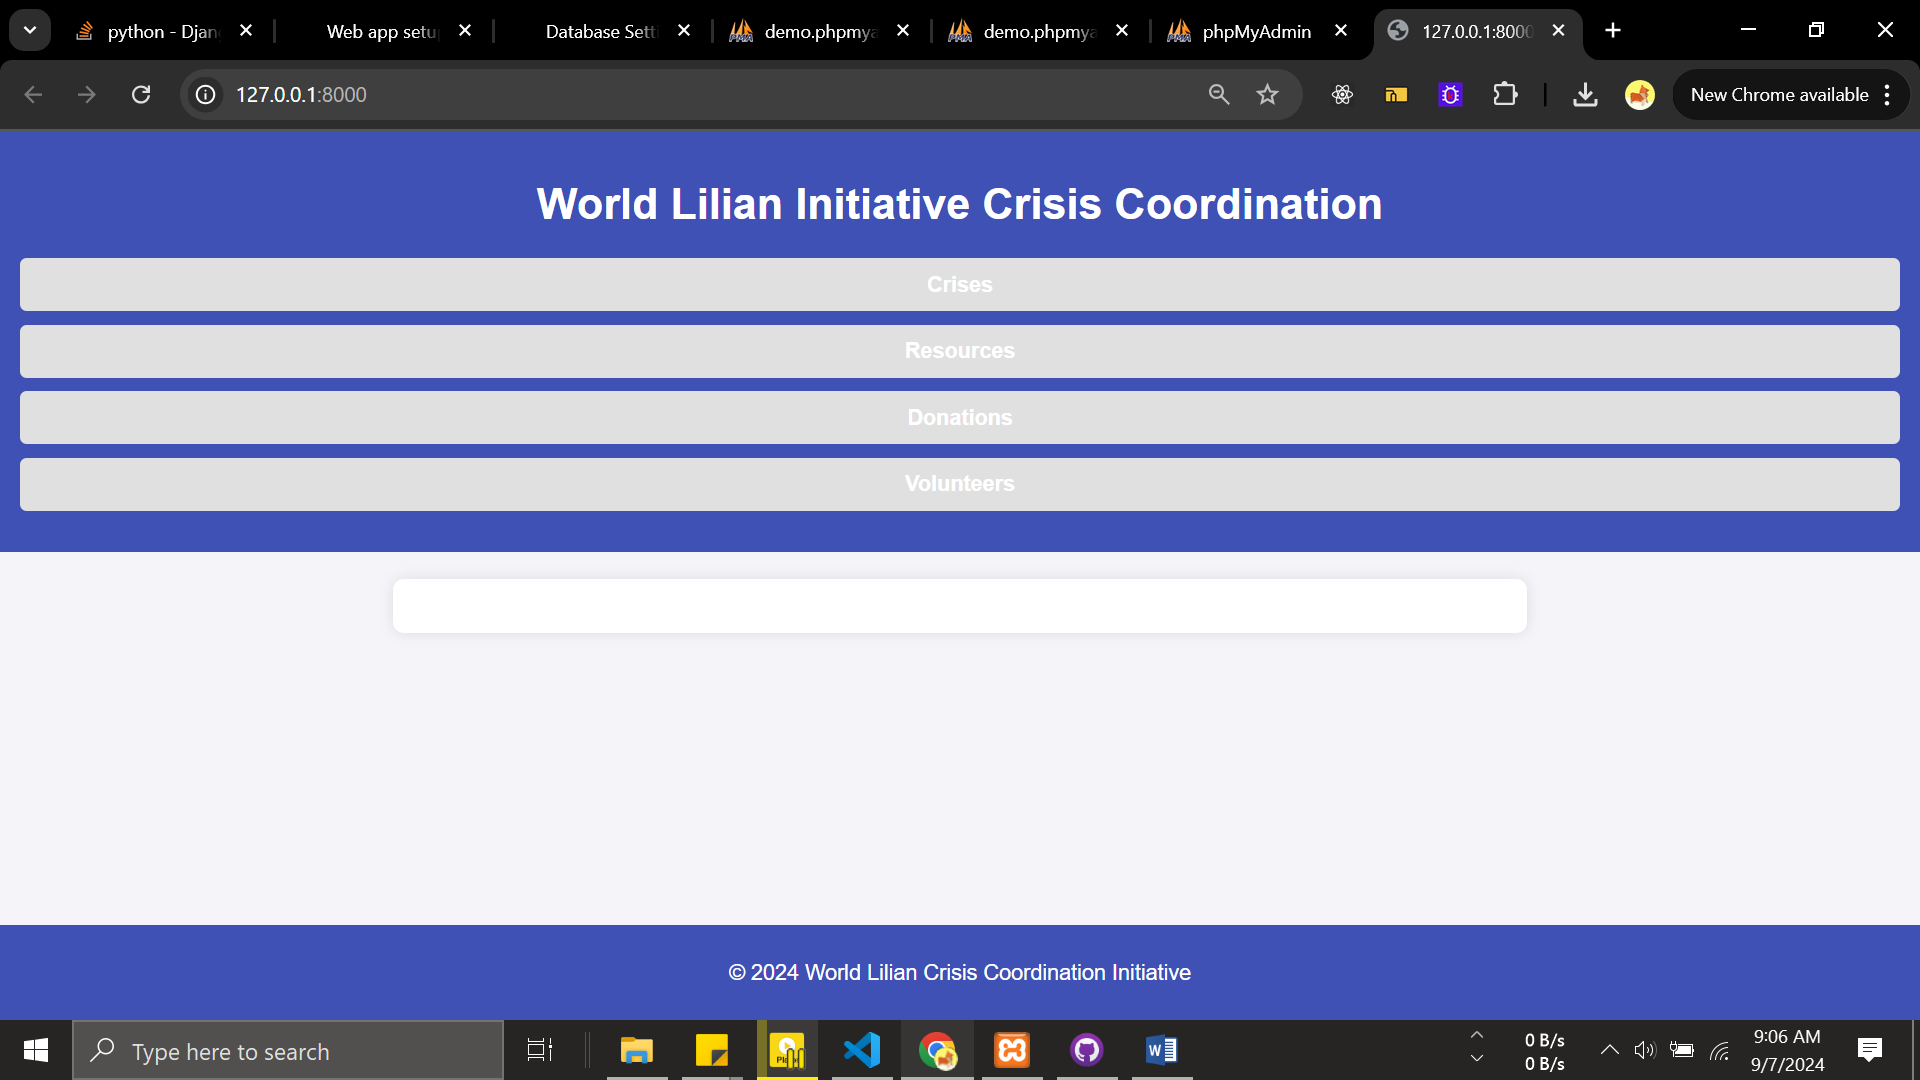 python - Djan
Web app setu
Database Setti
demo.phpmya
demo.phpmya
phpMyAdmin
127.0.0.1:8000
127.0.0.1:8000
New Chrome available
World Lilian Initiative Crisis Coordination
Crises
Resources
Donations
Volunteers
© 2024 World Lilian Crisis Coordination Initiative
Type here to search
0 B/s
0 B/s
9:06 AM
9/7/2024